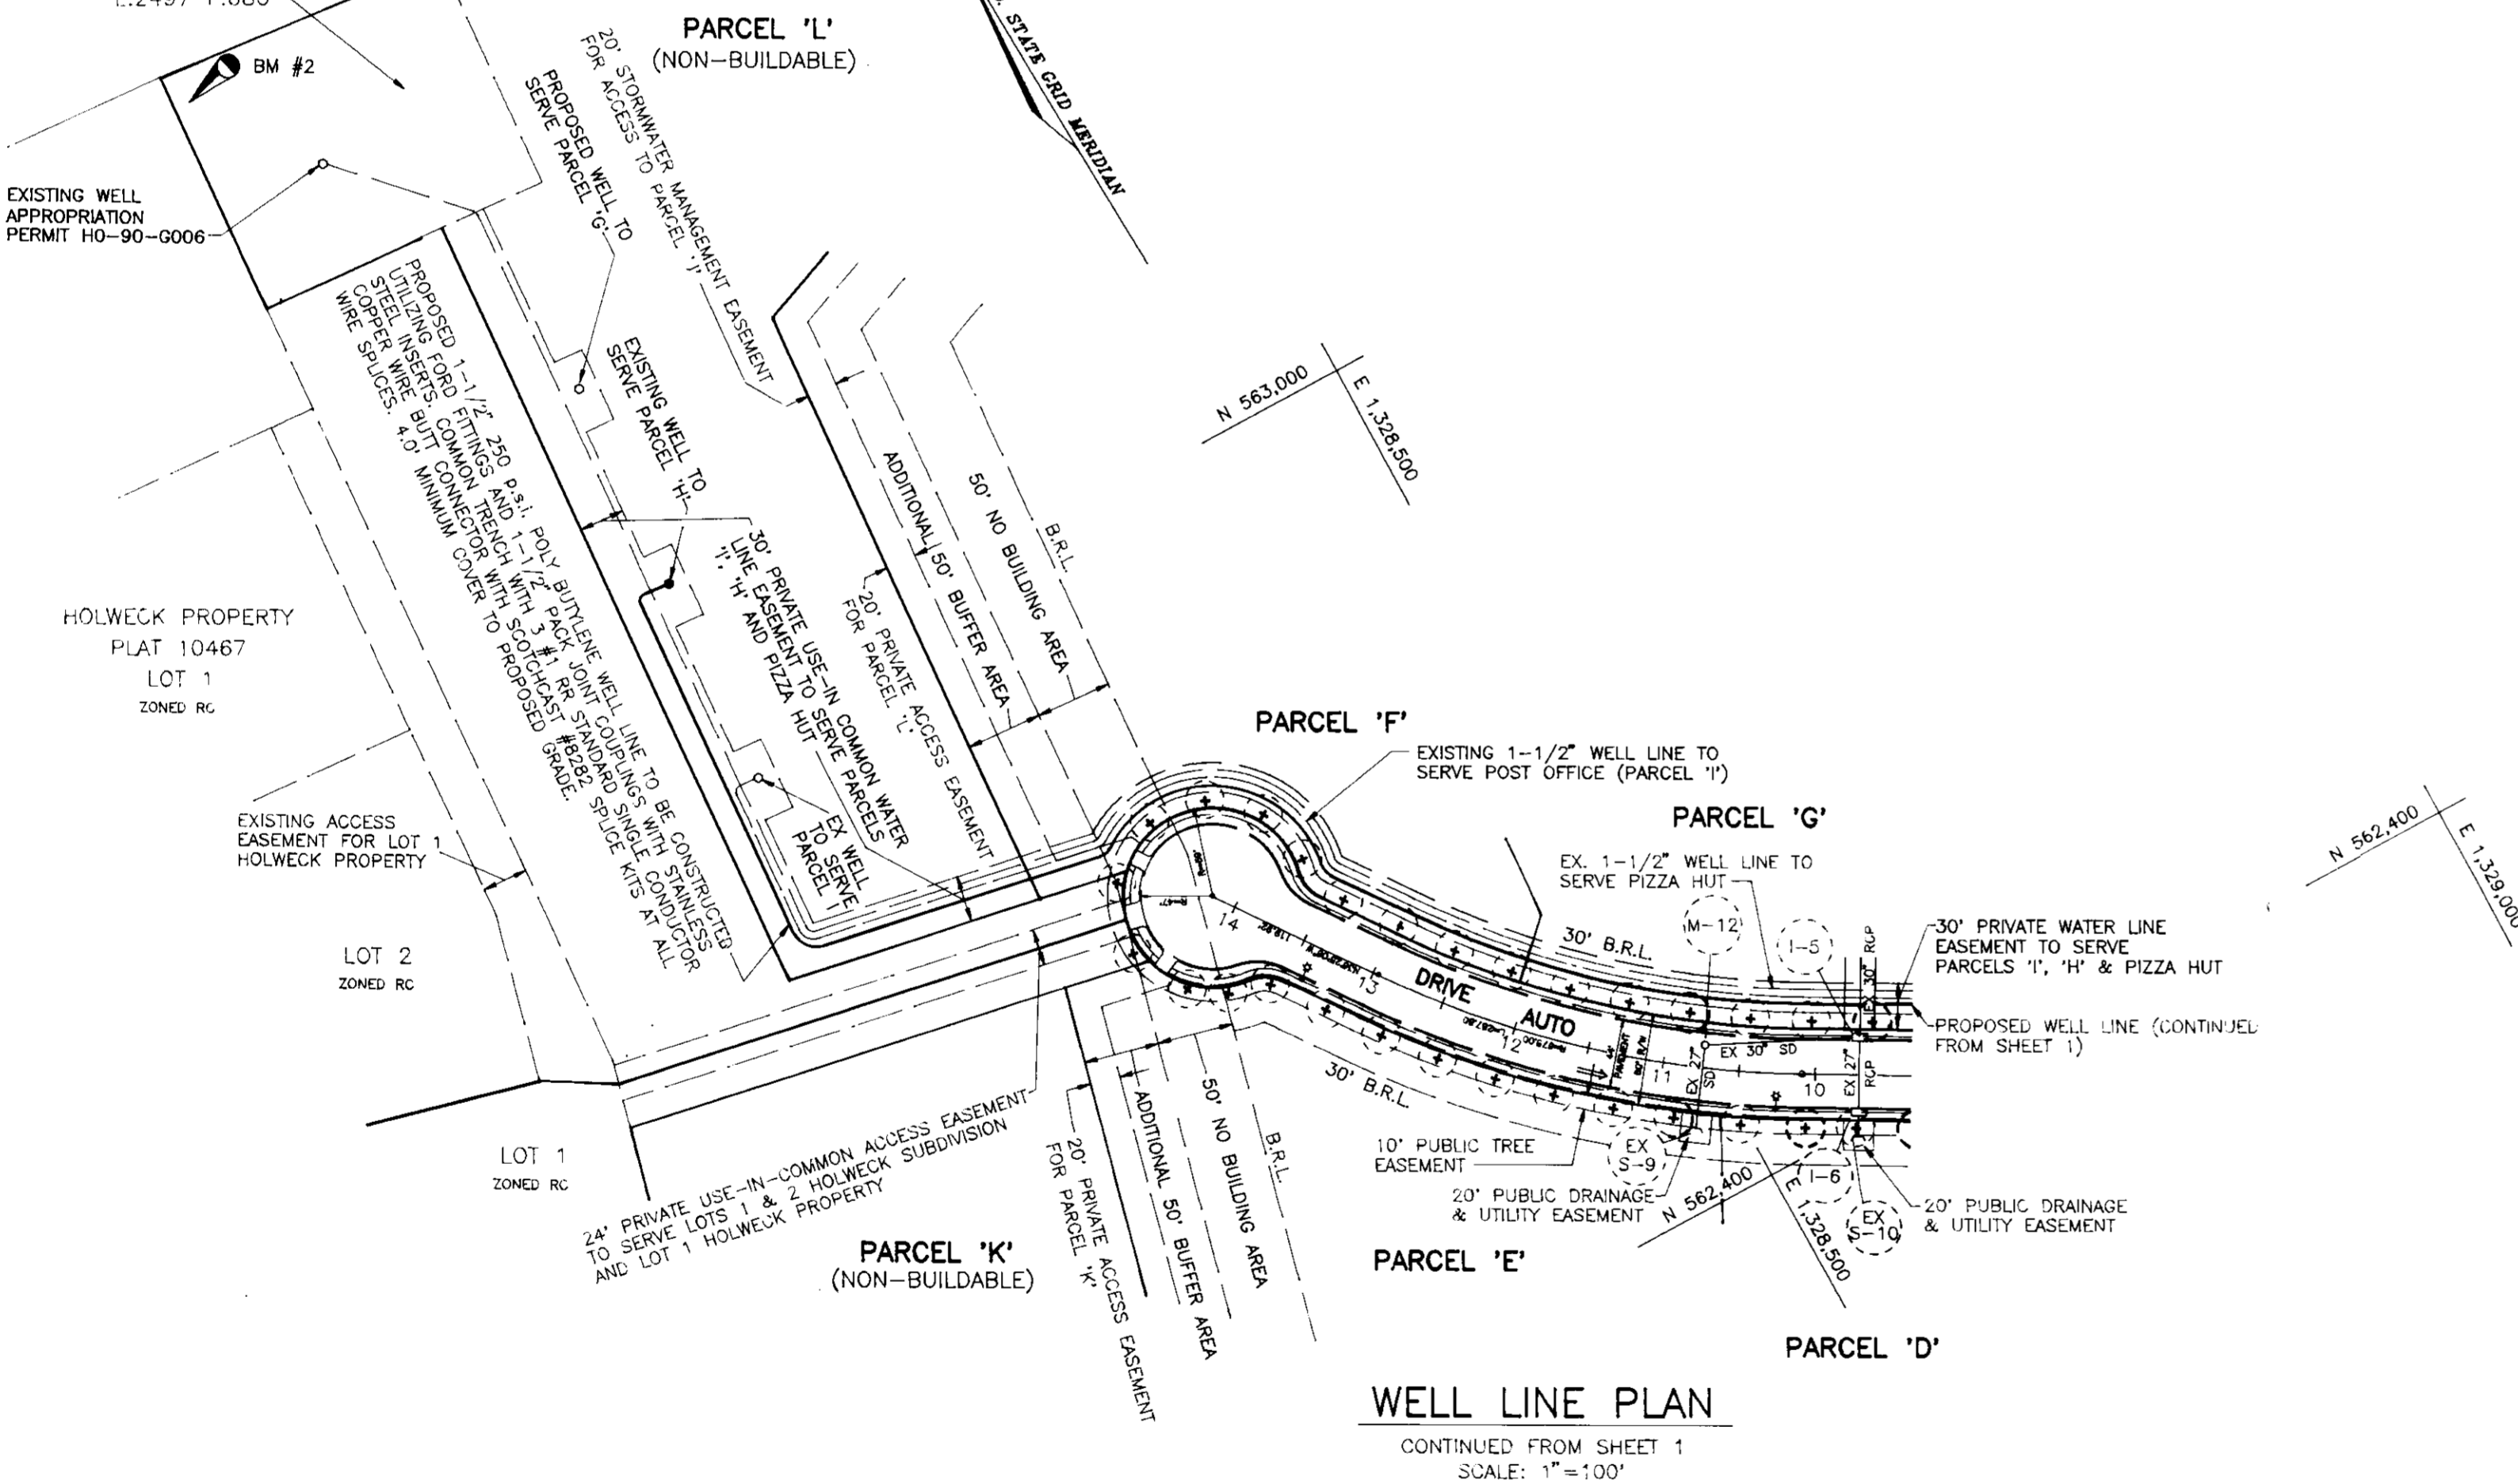 PARCEL 'L'
(NON-BUILDABLE)
BM #2
STATE GRID MERIDIAN
20' STORMWATER MANAGEMENT EASEMENT
FOR ACCESS TO PARCEL 'J'
PROPOSED WELL TO
SERVE PARCEL 'G'
EXISTING WELL
APPROPRIATION
PERMIT HO-90-G006
PROPOSED 1-1/2" 250 p.s.i. POLY BUTYLENE WELL LINE TO BE CONSTRUCTED
UTILIZING FORD FITTINGS AND 1-1/2" PACK JOINT COUPLINGS WITH STAINLESS
STEEL INSERTS. COMMON TRENCH WITH 3 #1 RR STANDARD SINGLE CONDUCTOR
COPPER WIRE BUTT CONNECTOR WITH SCOTCHCAST #8282 SPLICE KITS AT ALL
WIRE SPLICES. 4.0' MINIMUM COVER TO PROPOSED GRADE.
EXISTING WELL TO
SERVE PARCEL 'H'
30' PRIVATE USE-IN COMMON WATER
LINE EASEMENT TO SERVE PARCELS
'I', 'H' AND PIZZA HUT
EX WELL
TO SERVE
PARCEL I
20' PRIVATE ACCESS EASEMENT
FOR PARCEL 'L'
ADDITIONAL 50' BUFFER AREA
50' NO BUILDING AREA
B.R.L.
N 563,000
E 1,328,500
HOLWECK PROPERTY
PLAT 10467
LOT 1
ZONED RC
EXISTING ACCESS
EASEMENT FOR LOT 1
HOLWECK PROPERTY
LOT 2
ZONED RC
LOT 1
ZONED RC
PARCEL 'F'
EXISTING 1-1/2" WELL LINE TO
SERVE POST OFFICE (PARCEL 'I')
PARCEL 'G'
EX. 1-1/2" WELL LINE TO
SERVE PIZZA HUT
M-12
I-5
EX 30" RCP
N 562,400
E 1,329,000
30' PRIVATE WATER LINE
EASEMENT TO SERVE
PARCELS 'I', 'H' & PIZZA HUT
PROPOSED WELL LINE (CONTINUED
FROM SHEET 1)
30' B.R.L.
R=47'
14
13
DRIVE
AUTO
12
PAVEMENT
11
EX 27"
SD
EX 30" SD
10
EX 27"
RCP
30' B.R.L.
10' PUBLIC TREE
EASEMENT
EX
S-9
20' PUBLIC DRAINAGE
& UTILITY EASEMENT
N 562,400
E 1,328,500
I-6
EX
S-10
20' PUBLIC DRAINAGE
& UTILITY EASEMENT
24' PRIVATE USE-IN-COMMON ACCESS EASEMENT
TO SERVE LOTS 1 & 2 HOLWECK SUBDIVISION
AND LOT 1 HOLWECK PROPERTY
PARCEL 'K'
(NON-BUILDABLE)
20' PRIVATE ACCESS EASEMENT
FOR PARCEL 'K'
ADDITIONAL 50' BUFFER AREA
50' NO BUILDING AREA
B.R.L.
PARCEL 'E'
PARCEL 'D'
WELL LINE PLAN
CONTINUED FROM SHEET 1
SCALE: 1"=100'